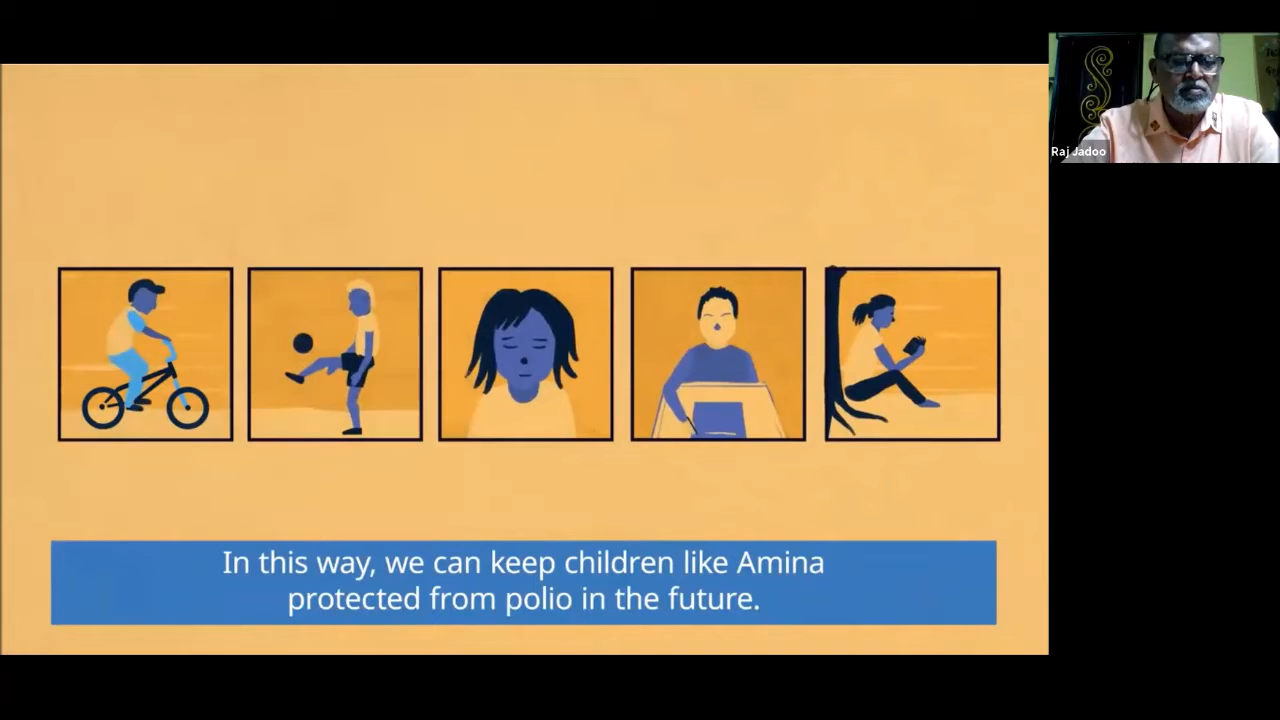 Raj Jadoo
In this way, we can keep children like Amina
protected from polio in the future.